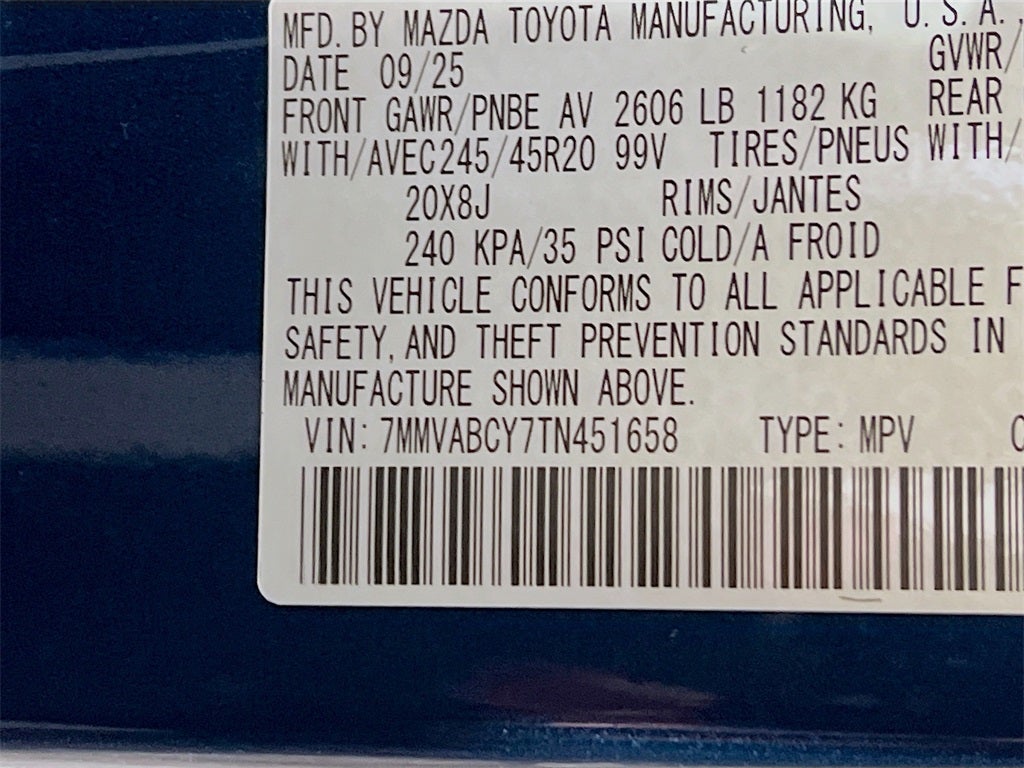 MFD. BY MAZDA TOYOTA MANUFACTURING, U.S.A.,
DATE 09/25 GVWR/
FRONT GAWR/PNBE AV 2606 LB 1182 KG REAR
WITH/AVEC 245/45R20 99V TIRES/PNEUS WITH/
20X8J RIMS/JANTES
240 KPA/35 PSI COLD/A FROID
THIS VEHICLE CONFORMS TO ALL APPLICABLE F
SAFETY, AND THEFT PREVENTION STANDARDS IN
MANUFACTURE SHOWN ABOVE.
VIN: 7MMVABCY7TN451658 TYPE: MPV C